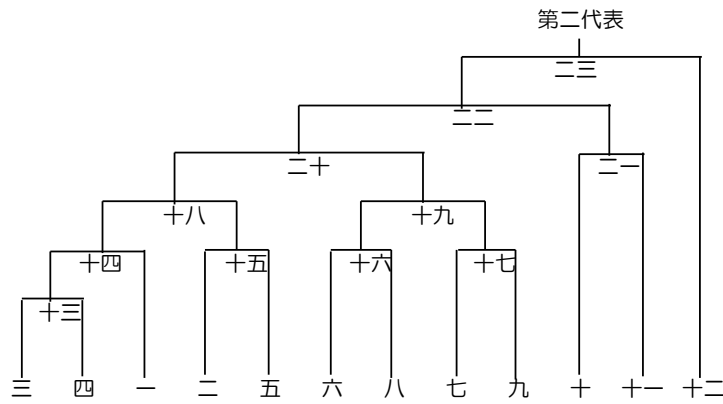 第二代表
二三
二二
二十
二一
十八
十九
十四
十五
十六
十七
十三
三 四 一 二 五 六 八 七 九 十 十一 十二